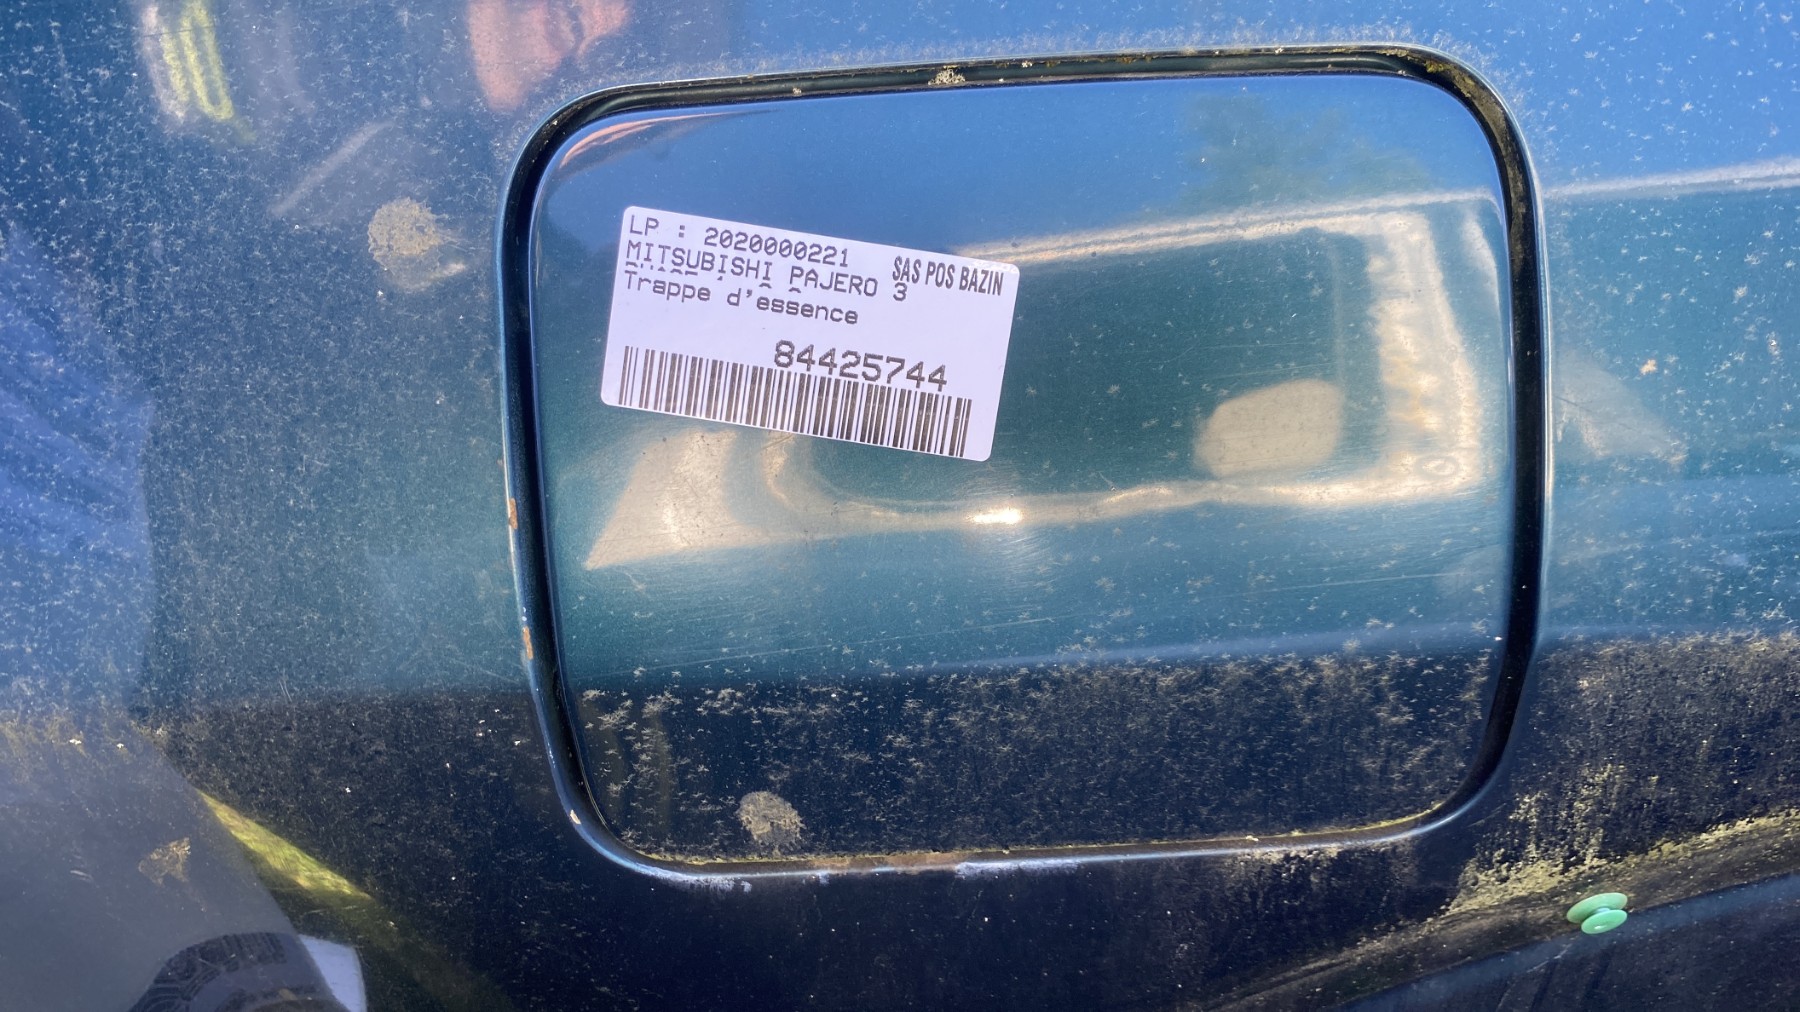 LP : 2020000221
SAS POS BAZIN
MITSUBISHI PAJERO 3
Trappe d'essence
84425744